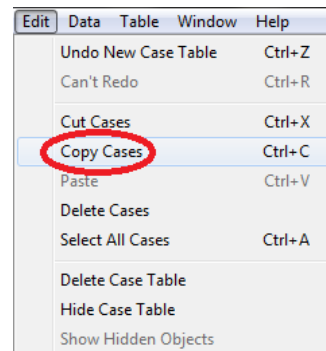 Edit Data Table Window Help
Undo New Case Table Ctrl+Z
Can't Redo Ctrl+R
Cut Cases Ctrl+X
Copy Cases Ctrl+C
Paste Ctrl+V
Delete Cases
Select All Cases Ctrl+A
Delete Case Table
Hide Case Table
Show Hidden Objects